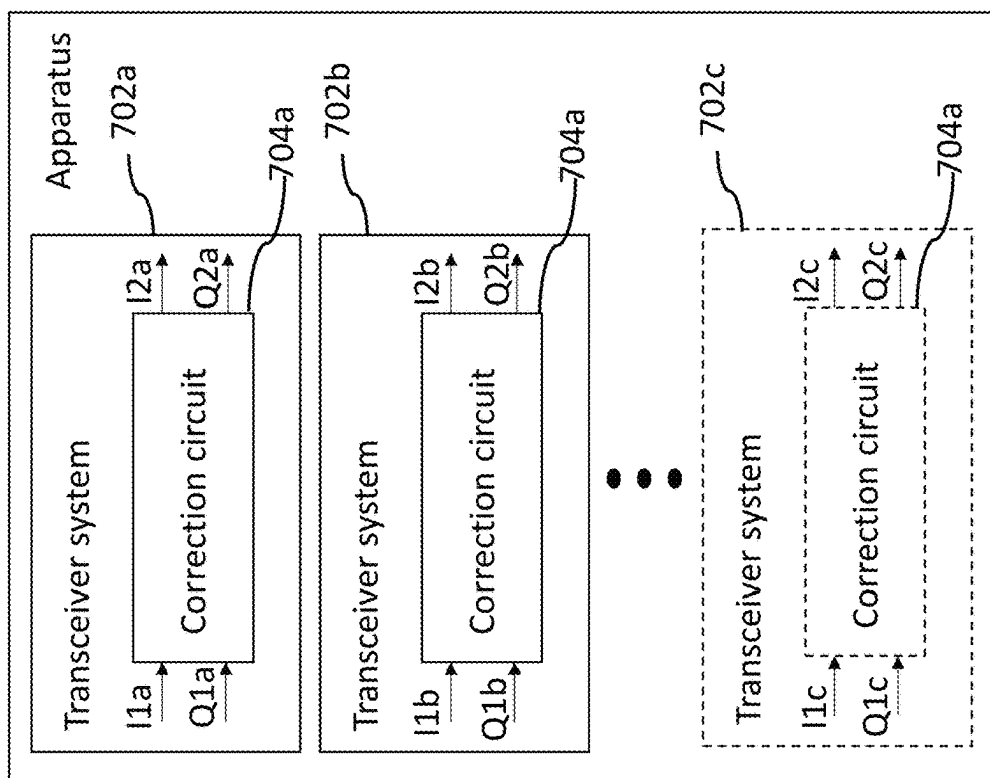 Apparatus
702a
Transceiver system
I1a
Q1a
Correction circuit
I2a
Q2a
704a
702b
Transceiver system
I1b
Q1b
Correction circuit
I2b
Q2b
704a
702c
Transceiver system
I1c
Q1c
Correction circuit
I2c
Q2c
704a